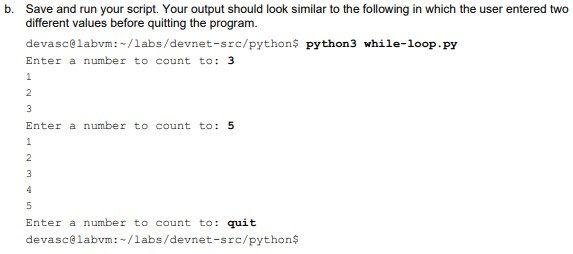 b. Save and run your script. Your output should look similar to the following in which the user entered two
different values before quitting the program.
devasc@labvm:~/labs/devnet-src/python$ python3 while-loop.py
Enter a number to count to: 3
1
2
3
Enter a number to count to: 5
1
2
3
4
5
Enter a number to count to: quit
devasc@labvm:~/labs/devnet-src/python$